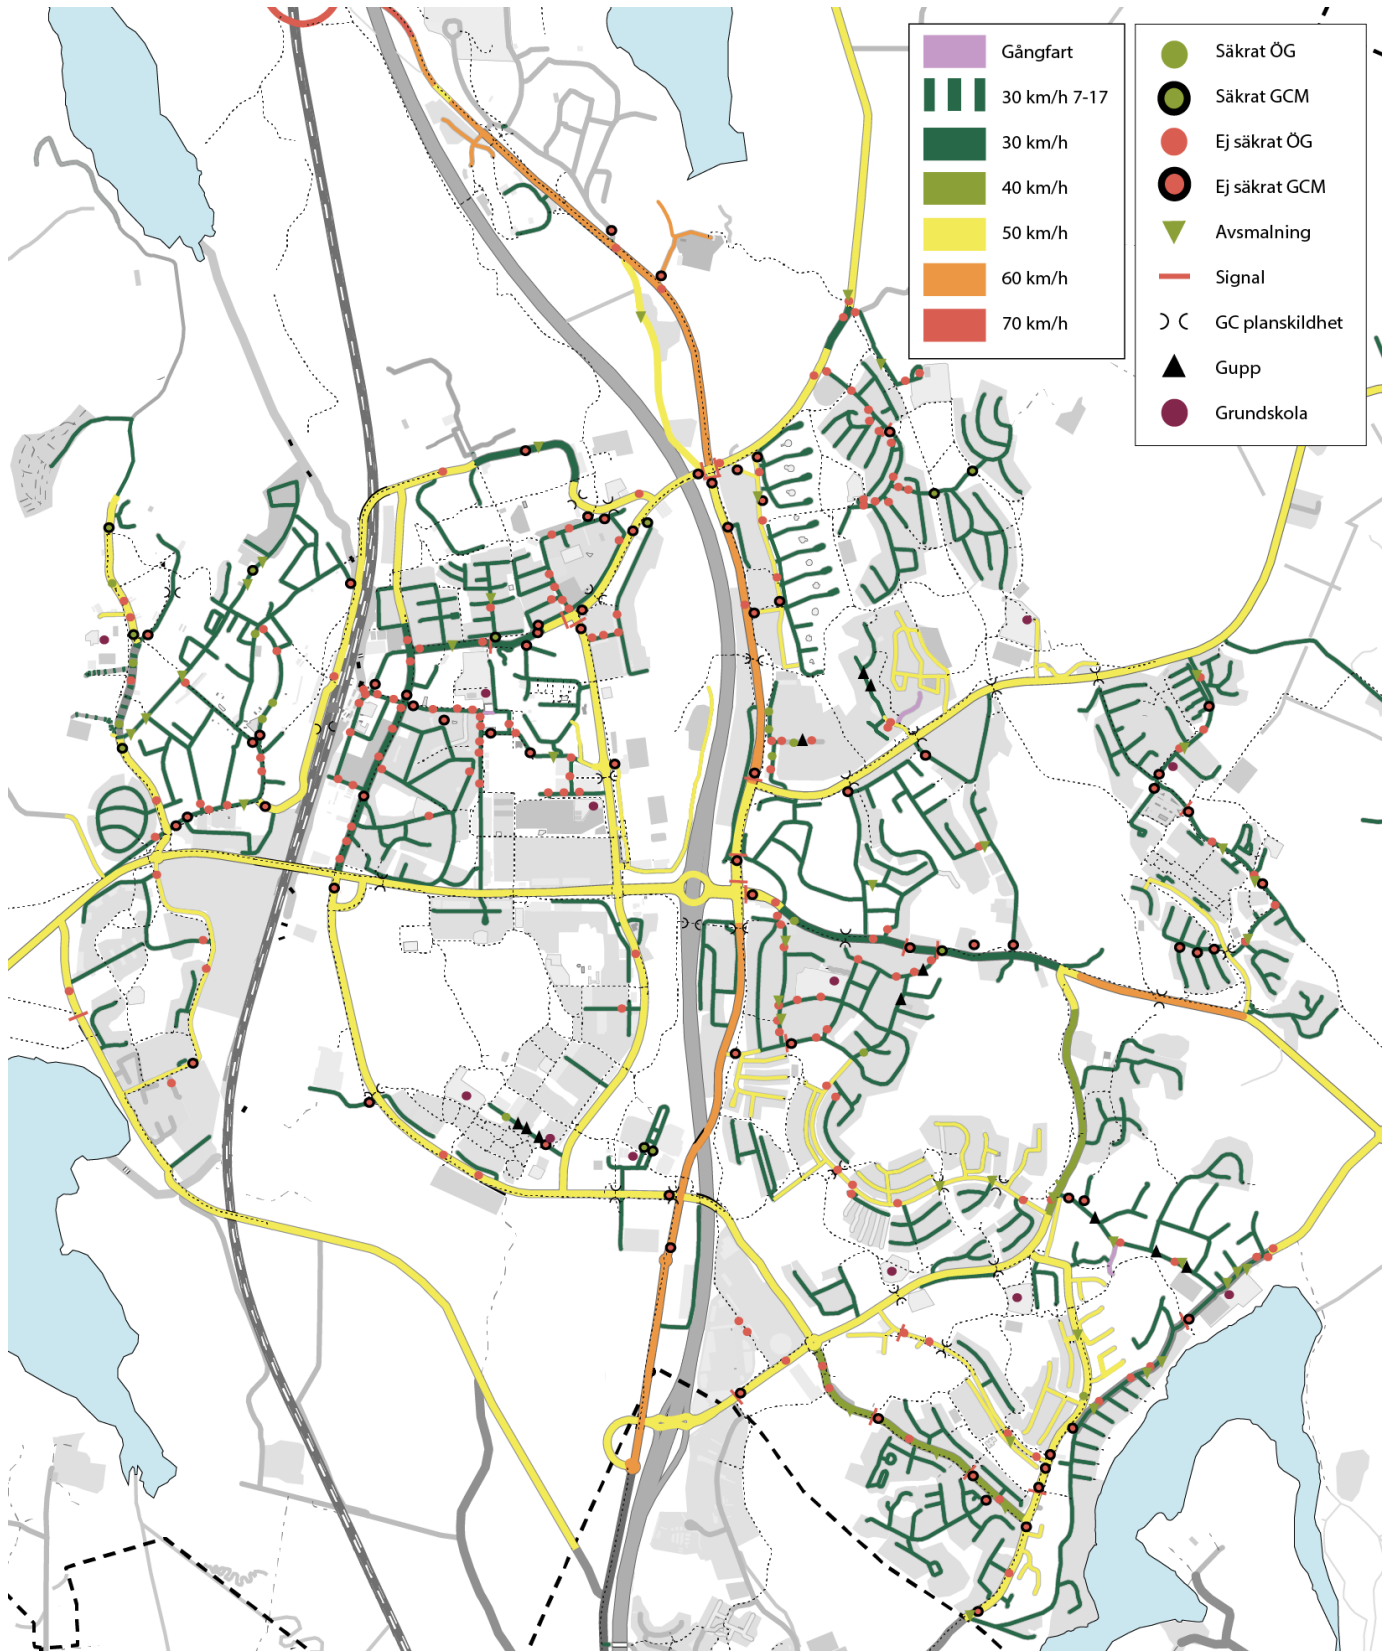 Gångfart
30 km/h 7-17
30 km/h
40 km/h
50 km/h
60 km/h
70 km/h
Säkrat ÖG
Säkrat GCM
Ej säkrat ÖG
Ej säkrat GCM
Avsmalning
Signal
GC planskildhet
Gupp
Grundskola